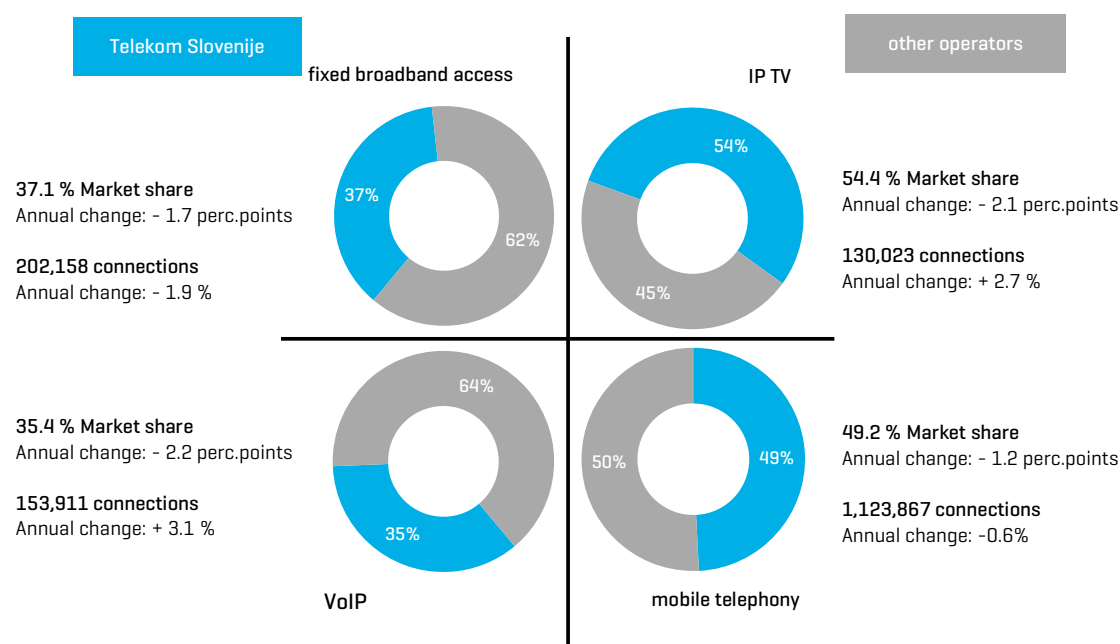 Telekom Slovenije
other operators
fixed broadband access
IP TV
37%
62%
54%
45%
37.1 % Market share
Annual change: - 1.7 perc.points
202,158 connections
Annual change: - 1.9 %
54.4 % Market share
Annual change: - 2.1 perc.points
130,023 connections
Annual change: + 2.7 %
64%
35%
50%
49%
35.4 % Market share
Annual change: - 2.2 perc.points
153,911 connections
Annual change: + 3.1 %
49.2 % Market share
Annual change: - 1.2 perc.points
1,123,867 connections
Annual change: -0.6%
VoIP
mobile telephony